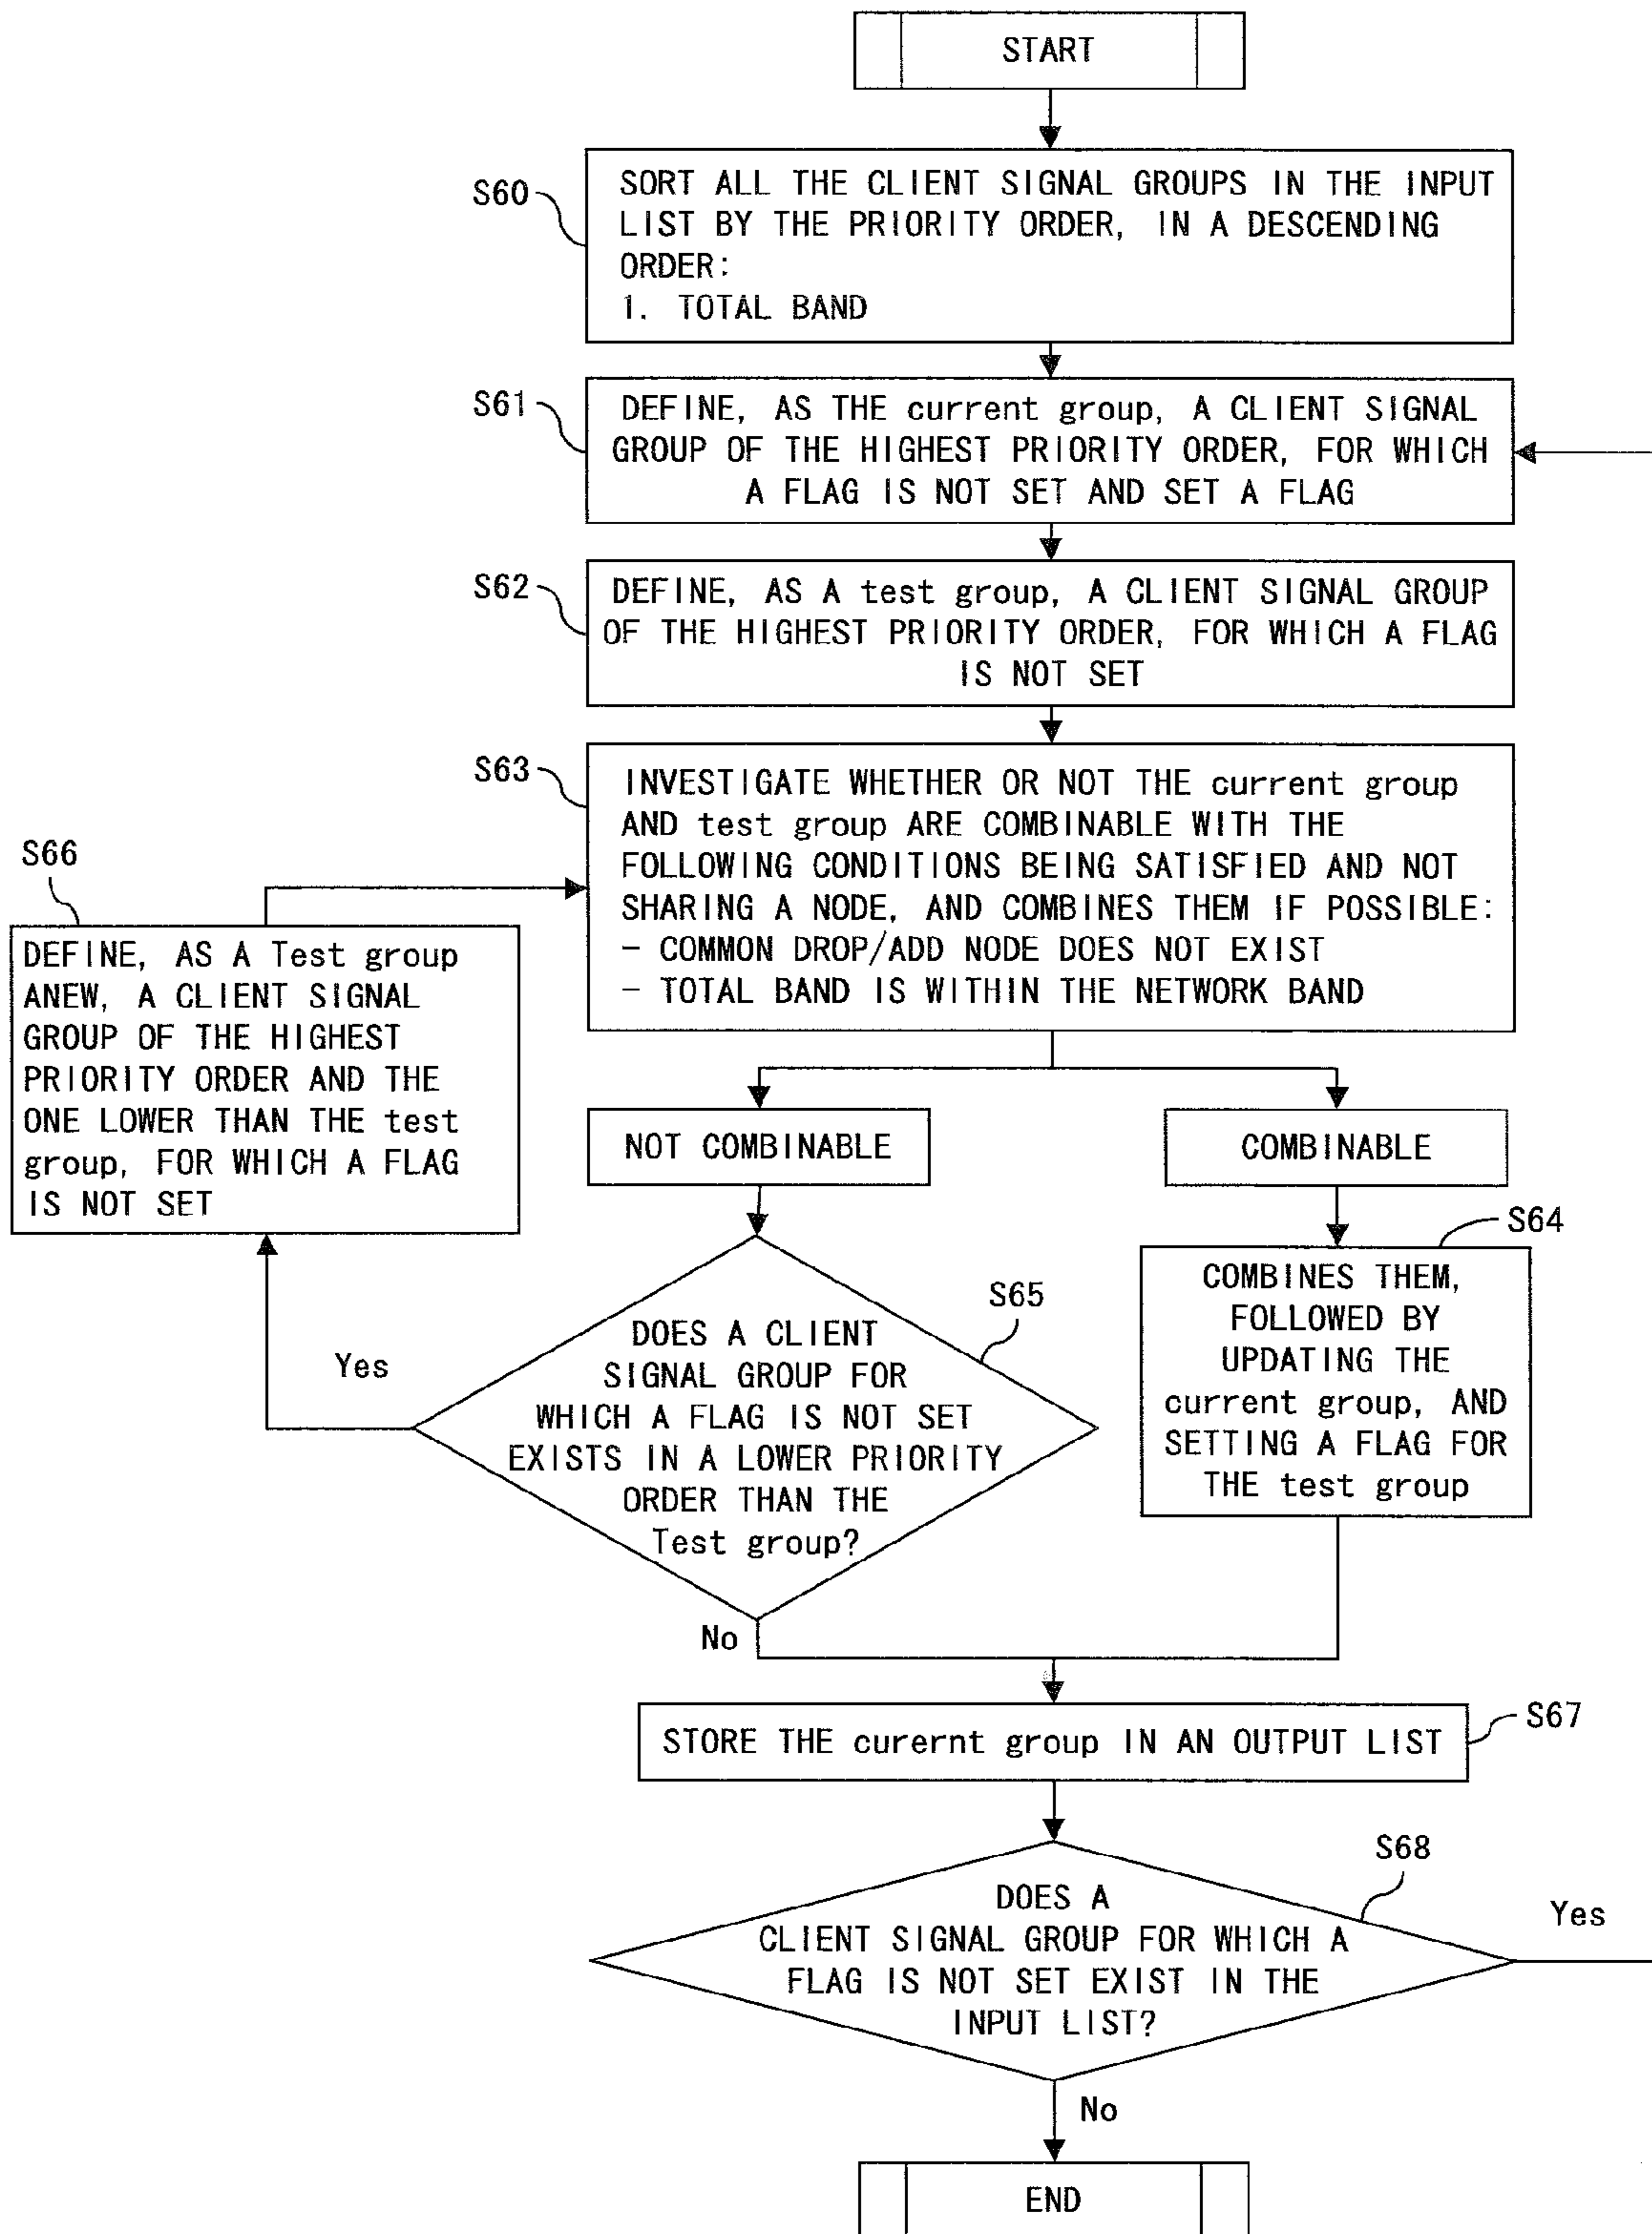 START
S60
SORT ALL THE CLIENT SIGNAL GROUPS IN THE INPUT
LIST BY THE PRIORITY ORDER, IN A DESCENDING
ORDER:
1. TOTAL BAND
S61
DEFINE, AS THE current group, A CLIENT SIGNAL
GROUP OF THE HIGHEST PRIORITY ORDER, FOR WHICH
A FLAG IS NOT SET AND SET A FLAG
S62
DEFINE, AS A test group, A CLIENT SIGNAL GROUP
OF THE HIGHEST PRIORITY ORDER, FOR WHICH A FLAG
IS NOT SET
S63
INVESTIGATE WHETHER OR NOT THE current group
AND test group ARE COMBINABLE WITH THE
FOLLOWING CONDITIONS BEING SATISFIED AND NOT
SHARING A NODE, AND COMBINES THEM IF POSSIBLE:
- COMMON DROP/ADD NODE DOES NOT EXIST
- TOTAL BAND IS WITHIN THE NETWORK BAND
S66
DEFINE, AS A Test group
ANEW, A CLIENT SIGNAL
GROUP OF THE HIGHEST
PRIORITY ORDER AND THE
ONE LOWER THAN THE test
group, FOR WHICH A FLAG
IS NOT SET
NOT COMBINABLE
COMBINABLE
S64
COMBINES THEM,
FOLLOWED BY
UPDATING THE
current group, AND
SETTING A FLAG FOR
THE test group
S65
DOES A CLIENT
SIGNAL GROUP FOR
WHICH A FLAG IS NOT SET
EXISTS IN A LOWER PRIORITY
ORDER THAN THE
Test group?
Yes
No
S67
STORE THE curernt group IN AN OUTPUT LIST
S68
DOES A
CLIENT SIGNAL GROUP FOR WHICH A
FLAG IS NOT SET EXIST IN THE
INPUT LIST?
Yes
No
END